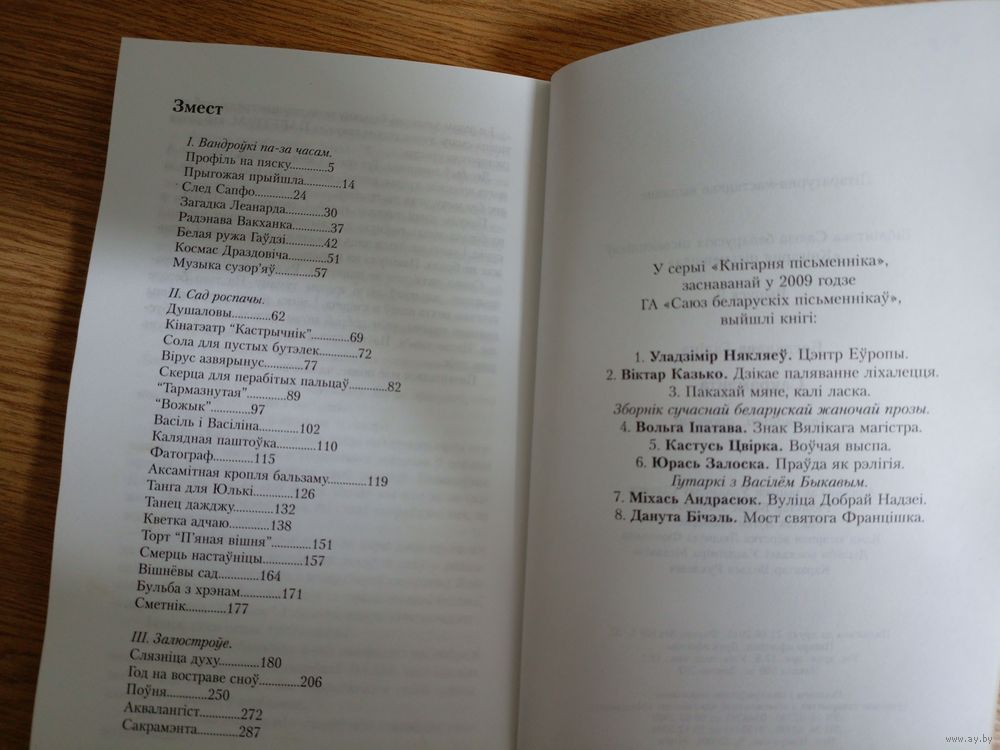 Змест
I. Вандроўкі па-за часам.
Профіль на пяску............5
Прыгожая прыйшла............14
След Сапфо............24
Загадка Леанарда............30
Радэнава Вакханка............37
Белая ружа Гаўдзі............42
Космас Драздовіча............51
Музыка сузор'яў............57
II. Сад роспачы.
Душаловы............62
Кінатэатр “Кастрычнік”............69
Сола для пустых бутэлек............72
Вірус азвярынус............77
Скерца для перабітых пальцаў............82
“Тармазнутая”............89
“Вожык”............97
Васіль і Васіліна............102
Калядная паштоўка............110
Фатограф............115
Аксамітная кропля бальзаму............119
Танга для Юлькі............126
Танец дажджу............132
Кветка адчаю............138
Торт “П'яная вішня”............151
Смерць настаўніцы............157
Вішнёвы сад............164
Бульба з хрэнам............171
Сметнік............177
III. Залюстроўе.
Слязніца духу............180
Год на востраве сноў............206
Поўня............250
Аквалангіст............272
Сакрамэнта............287
У серыі «Кнігарня пісьменніка»,
заснаванай у 2009 годзе
ГА «Саюз беларускіх пісьменнікаў»,
выйшлі кнігі:
1. Уладзімір Някляеў. Цэнтр Еўропы.
2. Віктар Казько. Дзікае паляванне ліхалецця.
3. Пакахай мяне, калі ласка.
Зборнік сучаснай беларускай жаночай прозы.
4. Вольга Іпатава. Знак Вялікага магістра.
5. Кастусь Цвірка. Воўчая выспа.
6. Юрась Залоска. Праўда як рэлігія.
Гутаркі з Васілём Быкавым.
7. Міхась Андрасюк. Вуліца Добрай Надзеі.
8. Данута Бічэль. Мост святога Францішка.
www.ay.by